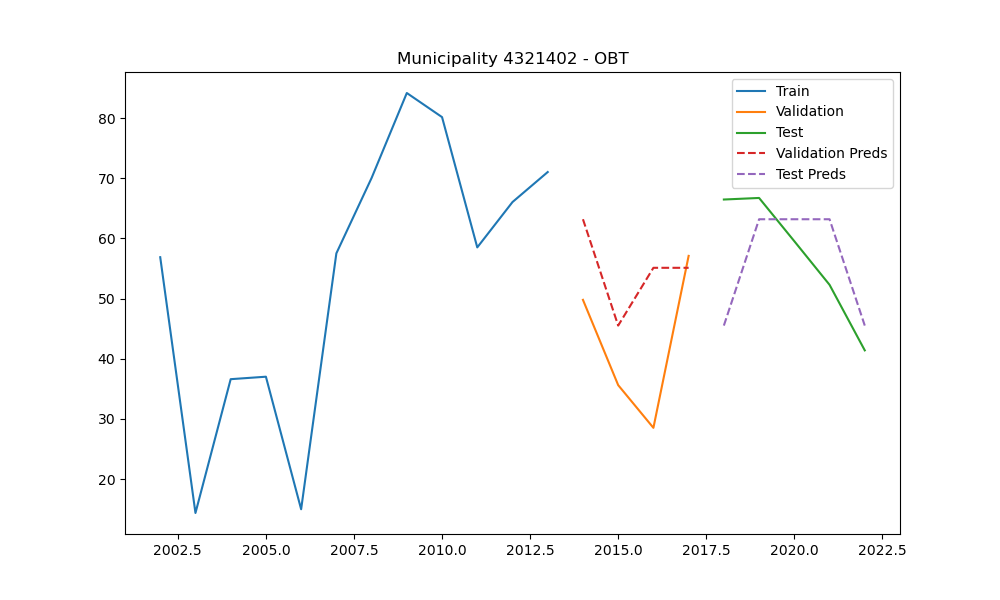 Municipality 4321402 - OBT
Train
Validation
Test
Validation Preds
Test Preds
80
70
60
50
40
30
20
2002.5 2005.0 2007.5 2010.0 2012.5 2015.0 2017.5 2020.0 2022.5